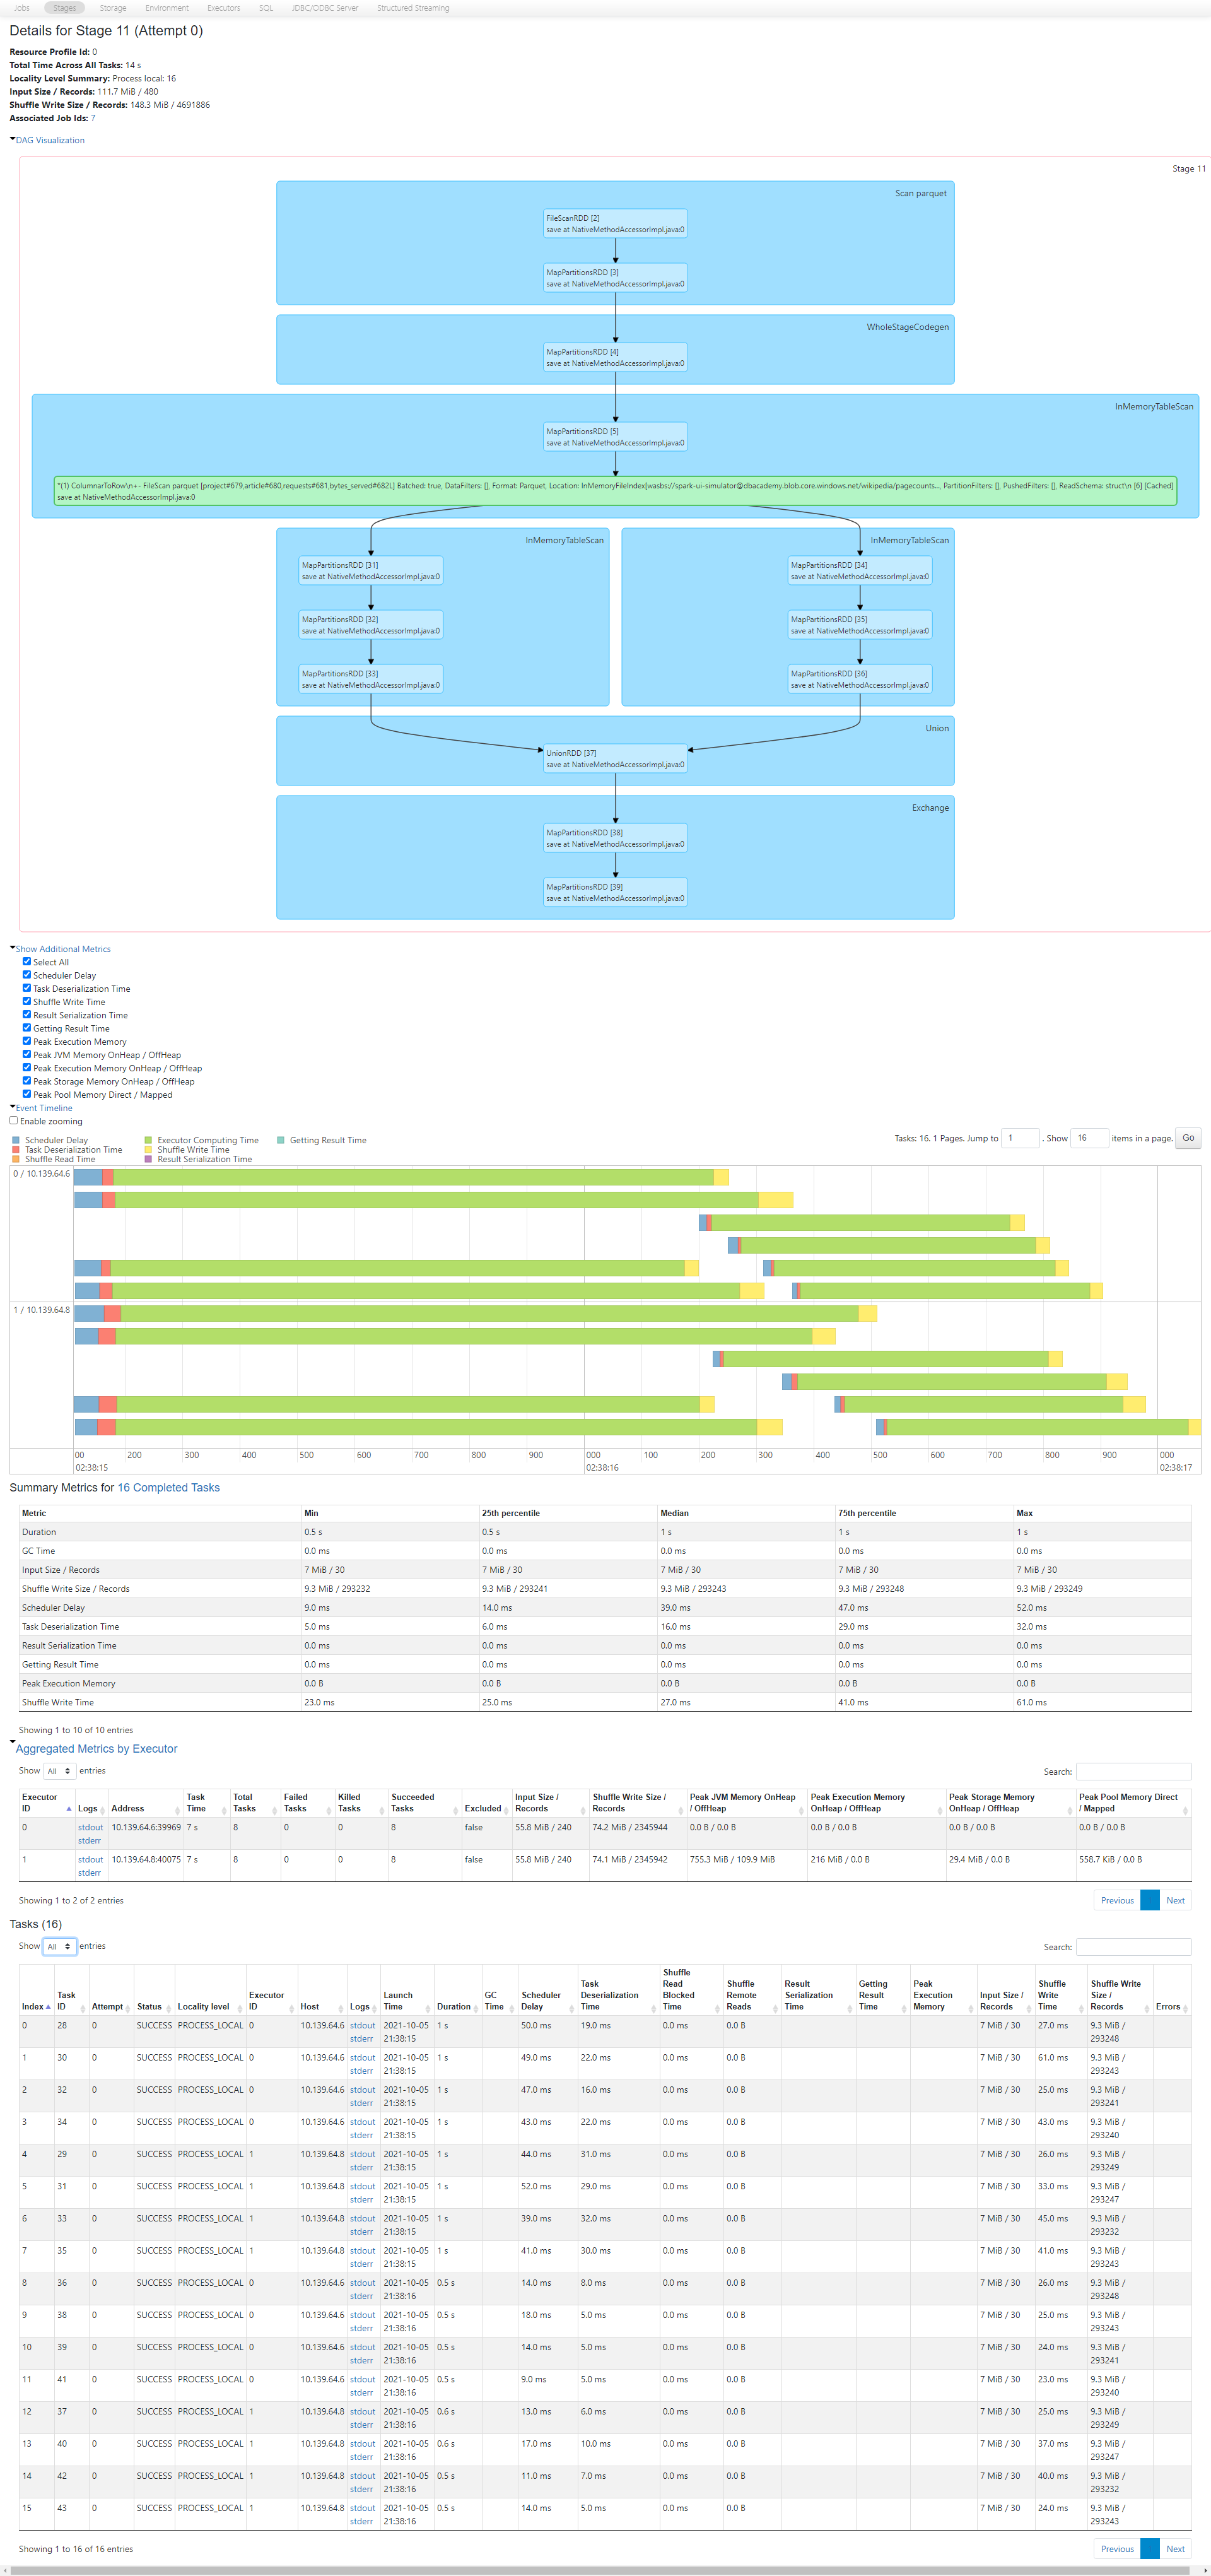 Jobs Stages Storage Environment Executors SQL JDBC/ODBC Server Structured Streaming
Details for Stage 11 (Attempt 0)
Resource Profile Id: 0
Total Time Across All Tasks: 14 s
Locality Level Summary: Process local: 16
Input Size / Records: 111.7 MiB / 480
Shuffle Write Size / Records: 148.3 MiB / 4691886
Associated Job Ids: 7
DAG Visualization
Stage 11
Scan parquet
FileScanRDD [2]
save at NativeMethodAccessorImpl.java:0
MapPartitionsRDD [3]
save at NativeMethodAccessorImpl.java:0
WholeStageCodegen
MapPartitionsRDD [4]
save at NativeMethodAccessorImpl.java:0
InMemoryTableScan
MapPartitionsRDD [5]
save at NativeMethodAccessorImpl.java:0
*(1) ColumnarToRow\n+- FileScan parquet [project#679,article#680,requests#681,bytes_served#682L] Batched: true, DataFilters: [], Format: Parquet, Location: InMemoryFileIndex[wasbs://spark-ui-simulator@dbacademy.blob.core.windows.net/wikipedia/pagecounts..., PartitionFilters: [], PushedFilters: [], ReadSchema: struct\n [6] [Cached]
save at NativeMethodAccessorImpl.java:0
InMemoryTableScan InMemoryTableScan
MapPartitionsRDD [31] MapPartitionsRDD [34]
save at NativeMethodAccessorImpl.java:0 save at NativeMethodAccessorImpl.java:0
MapPartitionsRDD [32] MapPartitionsRDD [35]
save at NativeMethodAccessorImpl.java:0 save at NativeMethodAccessorImpl.java:0
MapPartitionsRDD [33] MapPartitionsRDD [36]
save at NativeMethodAccessorImpl.java:0 save at NativeMethodAccessorImpl.java:0
Union
UnionRDD [37]
save at NativeMethodAccessorImpl.java:0
Exchange
MapPartitionsRDD [38]
save at NativeMethodAccessorImpl.java:0
MapPartitionsRDD [39]
save at NativeMethodAccessorImpl.java:0
Show Additional Metrics
Select All
Scheduler Delay
Task Deserialization Time
Shuffle Write Time
Result Serialization Time
Getting Result Time
Peak Execution Memory
Peak JVM Memory OnHeap / OffHeap
Peak Execution Memory OnHeap / OffHeap
Peak Storage Memory OnHeap / OffHeap
Peak Pool Memory Direct / Mapped
Event Timeline
Enable zooming
Scheduler Delay Executor Computing Time Getting Result Time
Task Deserialization Time Shuffle Write Time
Shuffle Read Time Result Serialization Time
Tasks: 16. 1 Pages. Jump to 1 . Show 16 items in a page. Go
0 / 10.139.64.6
1 / 10.139.64.8
00 200 300 400 500 600 700 800 900 000 100 200 300 400 500 600 700 800 900 000
02:38:15 02:38:16 02:38:17
Summary Metrics for 16 Completed Tasks
Metric Min 25th percentile Median 75th percentile Max
Duration 0.5 s 0.5 s 1 s 1 s 1 s
GC Time 0.0 ms 0.0 ms 0.0 ms 0.0 ms 0.0 ms
Input Size / Records 7 MiB / 30 7 MiB / 30 7 MiB / 30 7 MiB / 30 7 MiB / 30
Shuffle Write Size / Records 9.3 MiB / 293232 9.3 MiB / 293241 9.3 MiB / 293243 9.3 MiB / 293248 9.3 MiB / 293249
Scheduler Delay 9.0 ms 14.0 ms 39.0 ms 47.0 ms 52.0 ms
Task Deserialization Time 5.0 ms 6.0 ms 16.0 ms 29.0 ms 32.0 ms
Result Serialization Time 0.0 ms 0.0 ms 0.0 ms 0.0 ms 0.0 ms
Getting Result Time 0.0 ms 0.0 ms 0.0 ms 0.0 ms 0.0 ms
Peak Execution Memory 0.0 B 0.0 B 0.0 B 0.0 B 0.0 B
Shuffle Write Time 23.0 ms 25.0 ms 27.0 ms 41.0 ms 61.0 ms
Showing 1 to 10 of 10 entries
Aggregated Metrics by Executor
Show All entries Search:
Executor ID Logs Address Task Time Total Tasks Failed Tasks Killed Tasks Succeeded Tasks Excluded Input Size / Records Shuffle Write Size / Records Peak JVM Memory OnHeap / OffHeap Peak Execution Memory OnHeap / OffHeap Peak Storage Memory OnHeap / OffHeap Peak Pool Memory Direct / Mapped
0 stdout stderr 10.139.64.6:39969 7 s 8 0 0 8 false 55.8 MiB / 240 74.2 MiB / 2345944 0.0 B / 0.0 B 0.0 B / 0.0 B 0.0 B / 0.0 B 0.0 B / 0.0 B
1 stdout stderr 10.139.64.8:40075 7 s 8 0 0 8 false 55.8 MiB / 240 74.1 MiB / 2345942 755.3 MiB / 109.9 MiB 216 MiB / 0.0 B 29.4 MiB / 0.0 B 558.7 KiB / 0.0 B
Showing 1 to 2 of 2 entries Previous Next
Tasks (16)
Show All entries Search:
Index Task ID Attempt Status Locality level Executor ID Host Logs Launch Time Duration GC Time Scheduler Delay Task Deserialization Time Shuffle Read Blocked Time Shuffle Remote Reads Result Serialization Time Getting Result Time Peak Execution Memory Input Size / Records Shuffle Write Time Shuffle Write Size / Records Errors
0 28 0 SUCCESS PROCESS_LOCAL 0 10.139.64.6 stdout stderr 2021-10-05 21:38:15 1 s 50.0 ms 19.0 ms 0.0 ms 0.0 B 7 MiB / 30 27.0 ms 9.3 MiB / 293248
1 30 0 SUCCESS PROCESS_LOCAL 0 10.139.64.6 stdout stderr 2021-10-05 21:38:15 1 s 49.0 ms 22.0 ms 0.0 ms 0.0 B 7 MiB / 30 61.0 ms 9.3 MiB / 293243
2 32 0 SUCCESS PROCESS_LOCAL 0 10.139.64.6 stdout stderr 2021-10-05 21:38:15 1 s 47.0 ms 16.0 ms 0.0 ms 0.0 B 7 MiB / 30 25.0 ms 9.3 MiB / 293241
3 34 0 SUCCESS PROCESS_LOCAL 0 10.139.64.6 stdout stderr 2021-10-05 21:38:15 1 s 43.0 ms 22.0 ms 0.0 ms 0.0 B 7 MiB / 30 43.0 ms 9.3 MiB / 293240
4 29 0 SUCCESS PROCESS_LOCAL 1 10.139.64.8 stdout stderr 2021-10-05 21:38:15 1 s 44.0 ms 31.0 ms 0.0 ms 0.0 B 7 MiB / 30 26.0 ms 9.3 MiB / 293249
5 31 0 SUCCESS PROCESS_LOCAL 1 10.139.64.8 stdout stderr 2021-10-05 21:38:15 1 s 52.0 ms 29.0 ms 0.0 ms 0.0 B 7 MiB / 30 33.0 ms 9.3 MiB / 293247
6 33 0 SUCCESS PROCESS_LOCAL 1 10.139.64.8 stdout stderr 2021-10-05 21:38:15 1 s 39.0 ms 32.0 ms 0.0 ms 0.0 B 7 MiB / 30 45.0 ms 9.3 MiB / 293232
7 35 0 SUCCESS PROCESS_LOCAL 1 10.139.64.8 stdout stderr 2021-10-05 21:38:15 1 s 41.0 ms 30.0 ms 0.0 ms 0.0 B 7 MiB / 30 41.0 ms 9.3 MiB / 293243
8 36 0 SUCCESS PROCESS_LOCAL 0 10.139.64.6 stdout stderr 2021-10-05 21:38:16 0.5 s 14.0 ms 8.0 ms 0.0 ms 0.0 B 7 MiB / 30 26.0 ms 9.3 MiB / 293248
9 38 0 SUCCESS PROCESS_LOCAL 0 10.139.64.6 stdout stderr 2021-10-05 21:38:16 0.5 s 18.0 ms 5.0 ms 0.0 ms 0.0 B 7 MiB / 30 25.0 ms 9.3 MiB / 293243
10 39 0 SUCCESS PROCESS_LOCAL 0 10.139.64.6 stdout stderr 2021-10-05 21:38:16 0.5 s 14.0 ms 5.0 ms 0.0 ms 0.0 B 7 MiB / 30 24.0 ms 9.3 MiB / 293241
11 41 0 SUCCESS PROCESS_LOCAL 0 10.139.64.6 stdout stderr 2021-10-05 21:38:16 0.5 s 9.0 ms 5.0 ms 0.0 ms 0.0 B 7 MiB / 30 23.0 ms 9.3 MiB / 293240
12 37 0 SUCCESS PROCESS_LOCAL 1 10.139.64.8 stdout stderr 2021-10-05 21:38:16 0.6 s 13.0 ms 6.0 ms 0.0 ms 0.0 B 7 MiB / 30 25.0 ms 9.3 MiB / 293249
13 40 0 SUCCESS PROCESS_LOCAL 1 10.139.64.8 stdout stderr 2021-10-05 21:38:16 0.6 s 17.0 ms 10.0 ms 0.0 ms 0.0 B 7 MiB / 30 37.0 ms 9.3 MiB / 293247
14 42 0 SUCCESS PROCESS_LOCAL 1 10.139.64.8 stdout stderr 2021-10-05 21:38:16 0.5 s 11.0 ms 7.0 ms 0.0 ms 0.0 B 7 MiB / 30 40.0 ms 9.3 MiB / 293232
15 43 0 SUCCESS PROCESS_LOCAL 1 10.139.64.8 stdout stderr 2021-10-05 21:38:16 0.5 s 14.0 ms 5.0 ms 0.0 ms 0.0 B 7 MiB / 30 24.0 ms 9.3 MiB / 293243
Showing 1 to 16 of 16 entries Previous Next